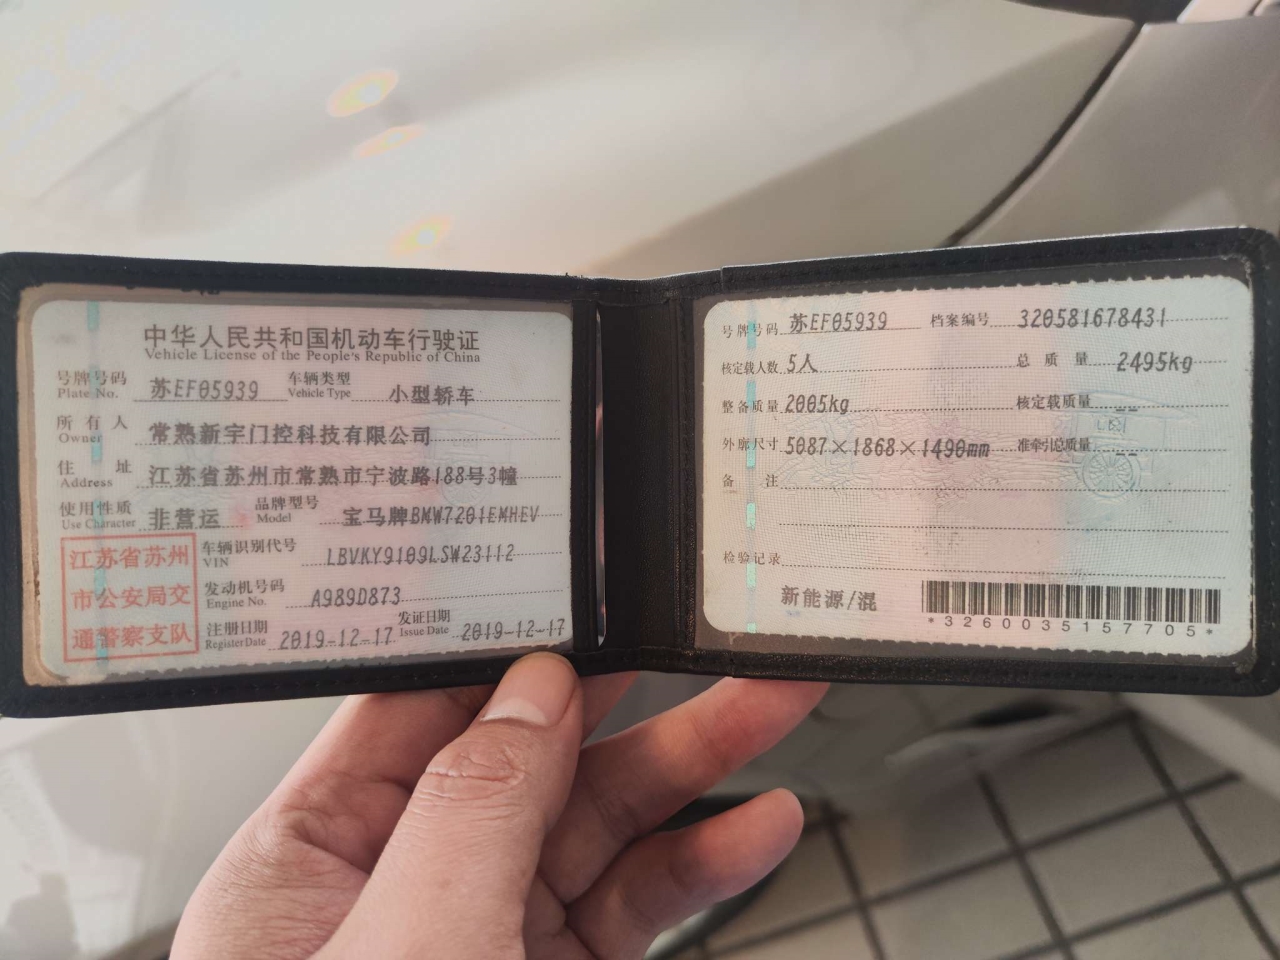 中华人民共和国机动车行驶证
Vehicle License of the People's Republic of China
号牌号码 苏EF05939 车辆类型 小型轿车
Plate No. Vehicle Type
所有人 常熟新宇门控科技有限公司
Owner
住址 江苏省苏州市常熟市宁波路188号3幢
Address
使用性质 非营运 品牌型号 宝马牌BMW7201EMHEV
Use Character Model
江苏省苏州
市公安局交
通警察支队
车辆识别代号 LBVKY9109LSW23112
VIN
发动机号码 A989D873
Engine No.
注册日期 2019-12-17 发证日期 2019-12-17
Register Date Issue Date
号牌号码 苏EF05939 档案编号 320581678431
核定载人数 5人 总质量 2495kg
整备质量 2005kg 核定载质量 --
外廓尺寸 5087×1868×1490mm 准牵引总质量 --
备注
检验记录
新能源/混
*3260035157705*